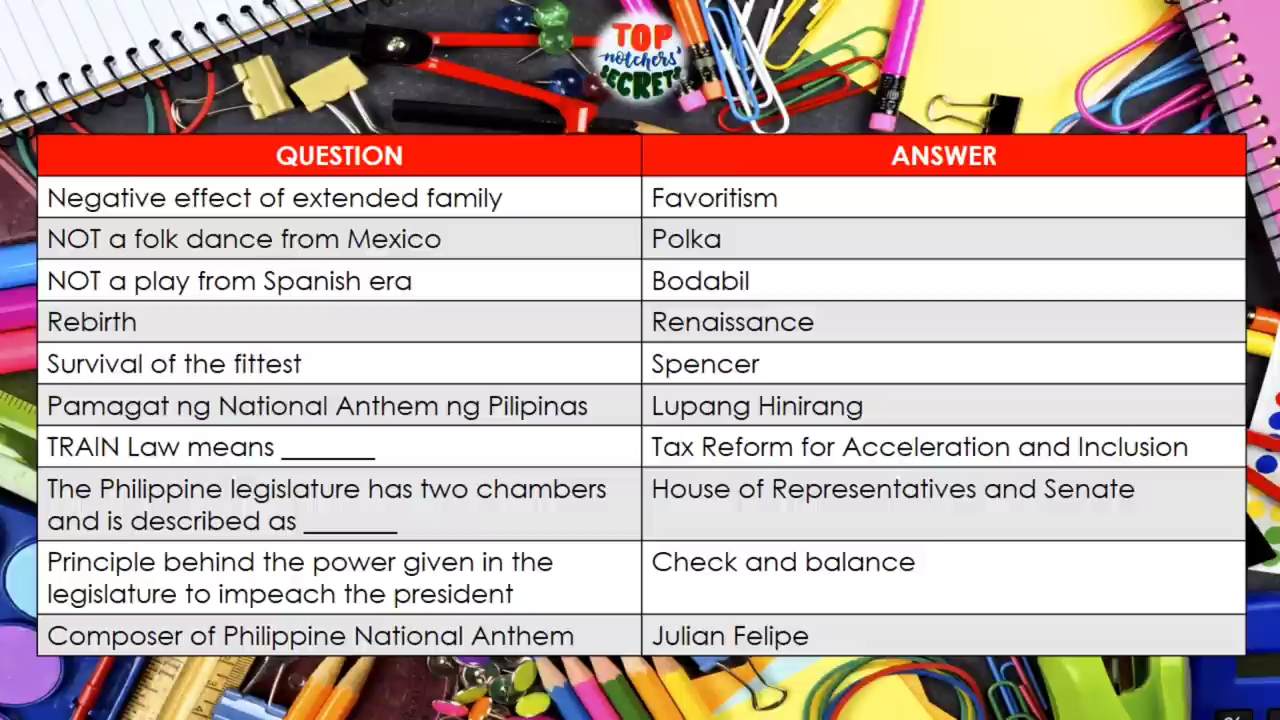 TOP
notchers'
SECRETS
QUESTION
ANSWER
Negative effect of extended family
Favoritism
NOT a folk dance from Mexico
Polka
NOT a play from Spanish era
Bodabil
Rebirth
Renaissance
Survival of the fittest
Spencer
Pamagat ng National Anthem ng Pilipinas
Lupang Hinirang
TRAIN Law means _______
Tax Reform for Acceleration and Inclusion
The Philippine legislature has two chambers
and is described as _______
House of Representatives and Senate
Principle behind the power given in the
legislature to impeach the president
Check and balance
Composer of Philippine National Anthem
Julian Felipe